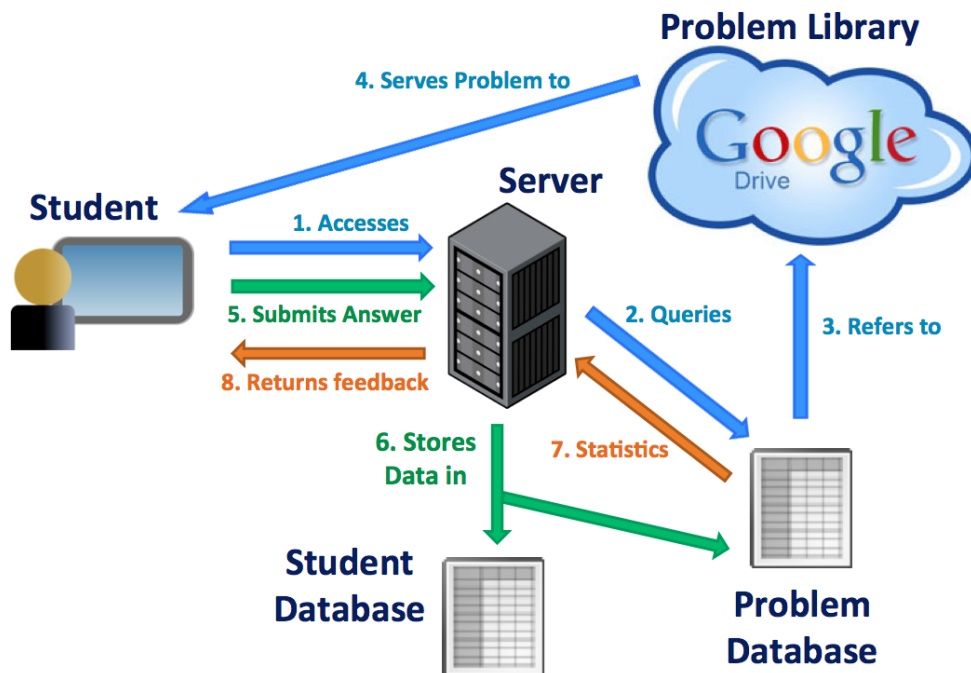 Problem Library
4. Serves Problem to
Google
Drive
Student
Server
1. Accesses
5. Submits Answer
8. Returns feedback
2. Queries
3. Refers to
6. Stores
Data in
7. Statistics
Student
Database
Problem
Database